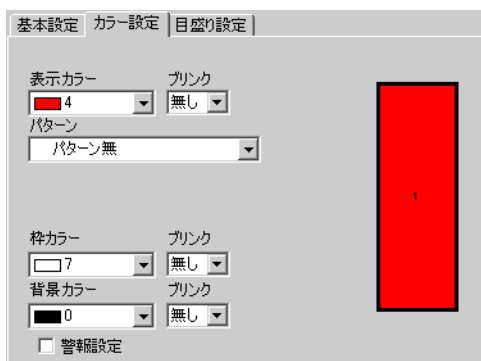 基本設定 カラー設定 目盛り設定
表示カラー ブリンク
4 無し
パターン
パターン無
1
枠カラー ブリンク
7 無し
背景カラー ブリンク
0 無し
警報設定